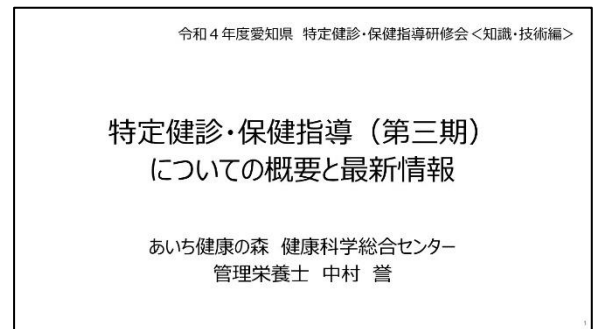 令和４年度愛知県 特定健診・保健指導研修会＜知識・技術編＞
特定健診・保健指導（第三期）
についての概要と最新情報
あいち健康の森 健康科学総合センター
管理栄養士 中村 誉
1